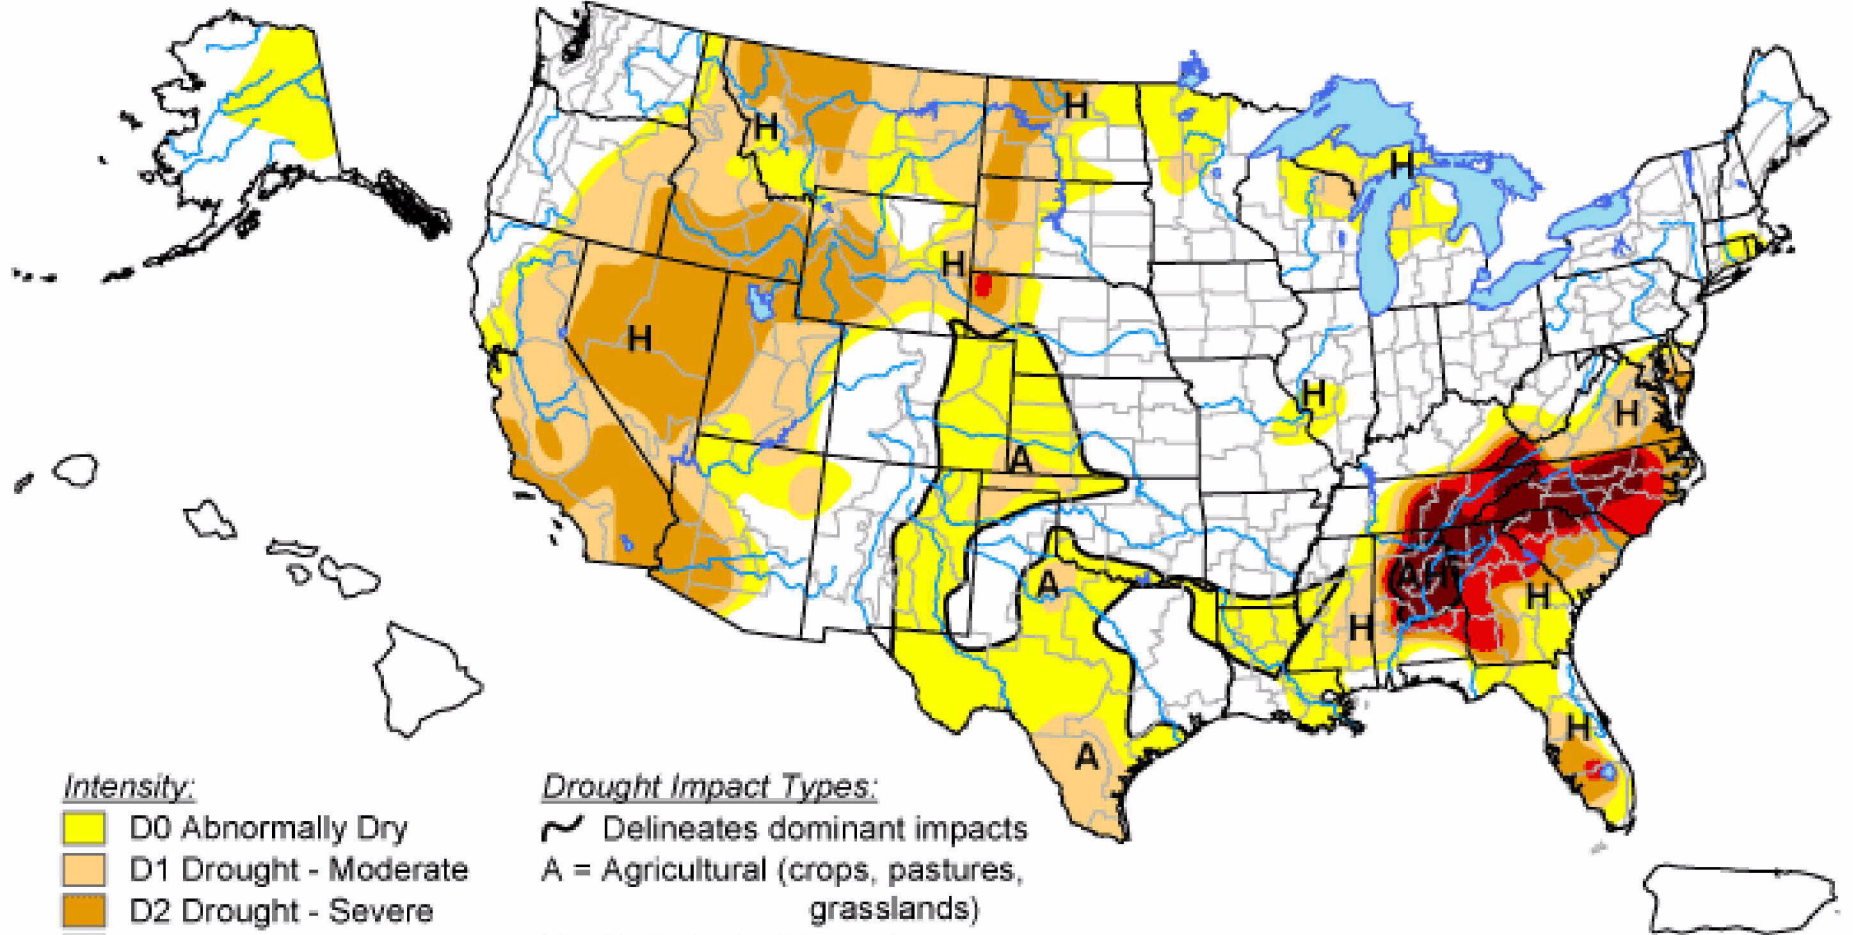 H
H
H
H
H
H
H
A
AH
A
H
H
H
A
Intensity:
D0 Abnormally Dry
D1 Drought - Moderate
D2 Drought - Severe
Drought Impact Types:
Delineates dominant impacts
A = Agricultural (crops, pastures,
grasslands)